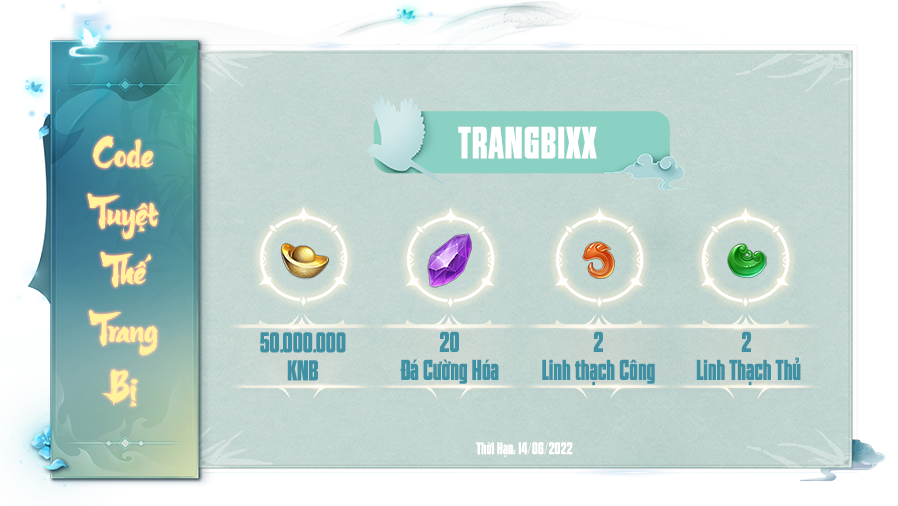 Code
Tuyệt
Thế
Trang
Bị
TRANGBIXX
50.000.000
KNB
20
Đá Cường Hóa
2
Linh thạch Công
2
Linh Thạch Thủ
Thời Hạn: 14/06/2022